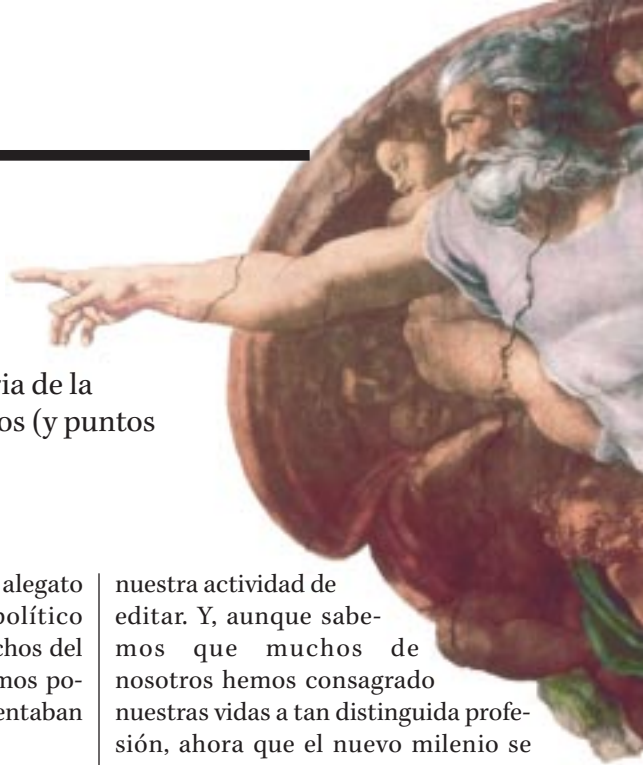 ria de la
os (y puntos
alegato
político
chos del
mos po-
entaban
nuestra actividad de
editar. Y, aunque sabe-
mos que muchos de
nosotros hemos consagrado
nuestras vidas a tan distinguida profe-
sión, ahora que el nuevo milenio se